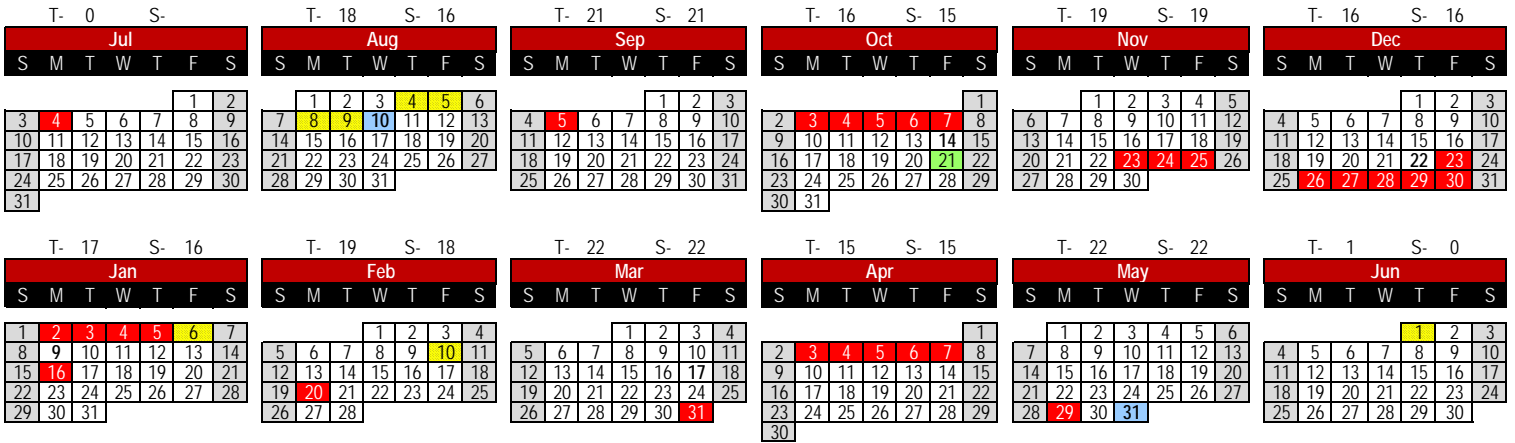 T- 0 S-
Jul
S M T W T F S
1 2
3 4 5 6 7 8 9
10 11 12 13 14 15 16
17 18 19 20 21 22 23
24 25 26 27 28 29 30
31
T- 18 S- 16
Aug
S M T W T F S
1 2 3 4 5 6
7 8 9 10 11 12 13
14 15 16 17 18 19 20
21 22 23 24 25 26 27
28 29 30 31
T- 21 S- 21
Sep
S M T W T F S
1 2 3
4 5 6 7 8 9 10
11 12 13 14 15 16 17
18 19 20 21 22 23 24
25 26 27 28 29 30 31
T- 16 S- 15
Oct
S M T W T F S
1
2 3 4 5 6 7 8
9 10 11 12 13 14 15
16 17 18 19 20 21 22
23 24 25 26 27 28 29
30 31
T- 19 S- 19
Nov
S M T W T F S
1 2 3 4 5
6 7 8 9 10 11 12
13 14 15 16 17 18 19
20 21 22 23 24 25 26
27 28 29 30
T- 16 S- 16
Dec
S M T W T F S
1 2 3
4 5 6 7 8 9 10
11 12 13 14 15 16 17
18 19 20 21 22 23 24
25 26 27 28 29 30 31
T- 17 S- 16
Jan
S M T W T F S
1 2 3 4 5 6 7
8 9 10 11 12 13 14
15 16 17 18 19 20 21
22 23 24 25 26 27 28
29 30 31
T- 19 S- 18
Feb
S M T W T F S
1 2 3 4
5 6 7 8 9 10 11
12 13 14 15 16 17 18
19 20 21 22 23 24 25
26 27 28
T- 22 S- 22
Mar
S M T W T F S
1 2 3 4
5 6 7 8 9 10 11
12 13 14 15 16 17 18
19 20 21 22 23 24 25
26 27 28 29 30 31
T- 15 S- 15
Apr
S M T W T F S
1
2 3 4 5 6 7 8
9 10 11 12 13 14 15
16 17 18 19 20 21 22
23 24 25 26 27 28 29
30
T- 22 S- 22
May
S M T W T F S
1 2 3 4 5 6
7 8 9 10 11 12 13
14 15 16 17 18 19 20
21 22 23 24 25 26 27
28 29 30 31
T- 1 S- 0
Jun
S M T W T F S
1 2 3
4 5 6 7 8 9 10
11 12 13 14 15 16 17
18 19 20 21 22 23 24
25 26 27 28 29 30